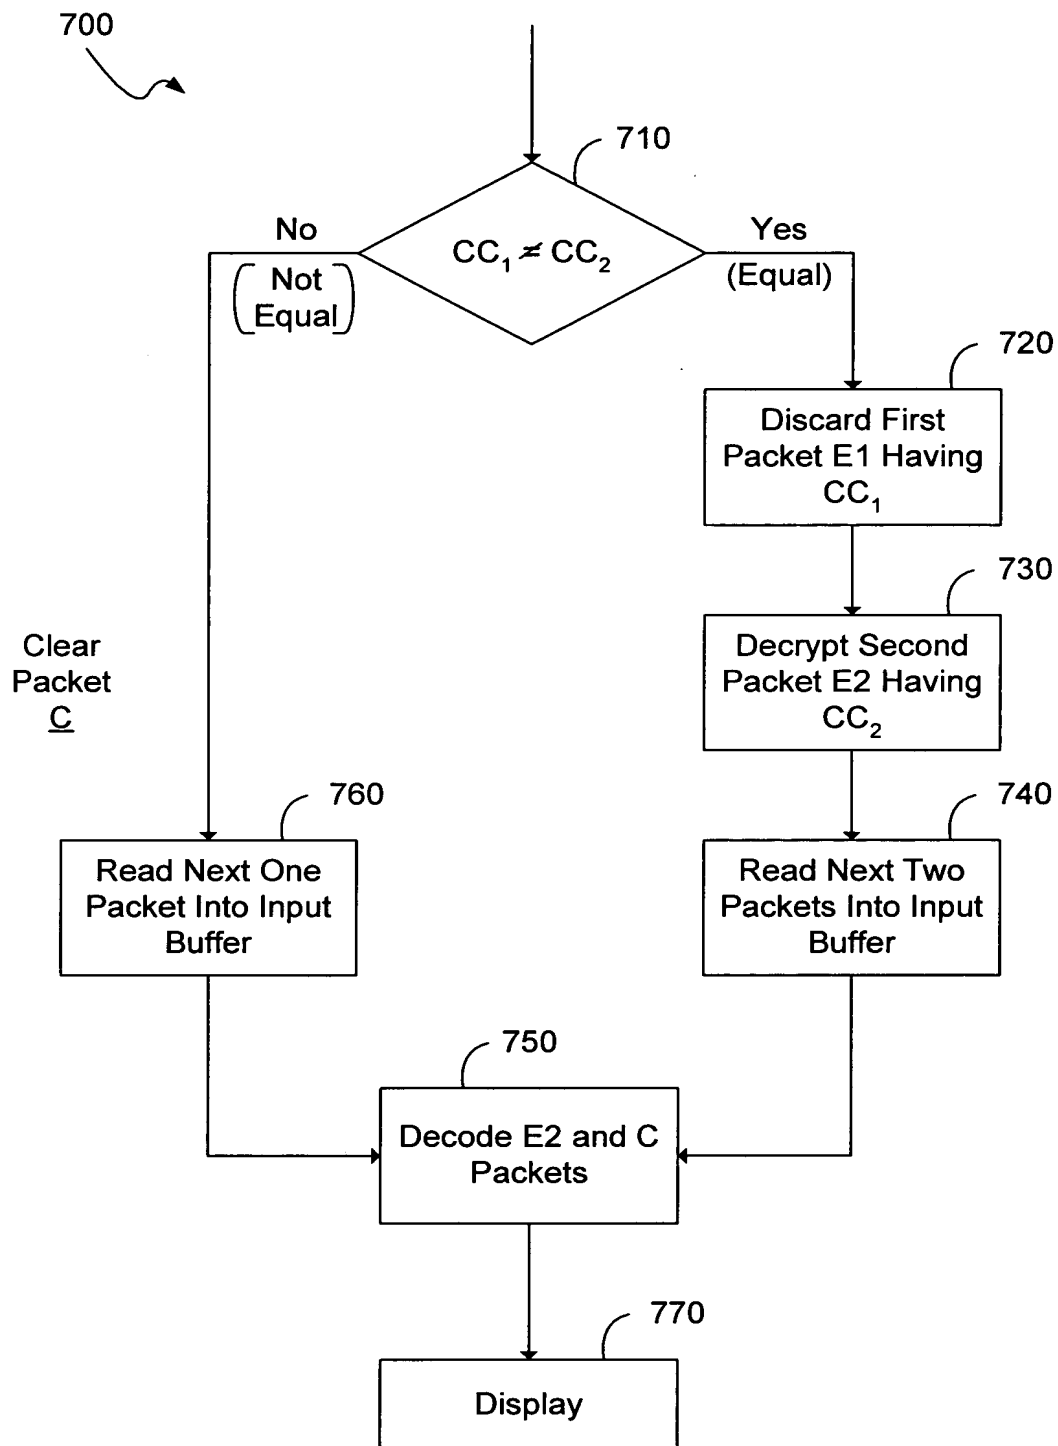 700
710
No
Yes
CC₁ ≠ CC₂
(Not
Equal)
(Equal)
720
Discard First
Packet E1 Having
CC₁
730
Decrypt Second
Packet E2 Having
CC₂
Clear
Packet
C
760
740
Read Next One
Packet Into Input
Buffer
Read Next Two
Packets Into Input
Buffer
750
Decode E2 and C
Packets
770
Display